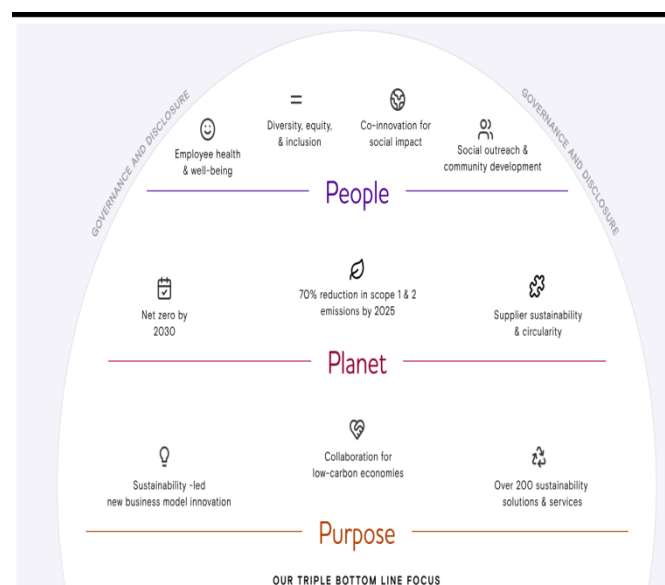 GOVERNANCE AND DISCLOSURE
GOVERNANCE AND DISCLOSURE
Employee health
& well-being
Diversity, equity,
& inclusion
Co-innovation for
social impact
Social outreach &
community development
People
Net zero by
2030
70% reduction in scope 1 & 2
emissions by 2025
Supplier sustainability
& circularity
Planet
Sustainability -led
new business model innovation
Collaboration for
low-carbon economies
Over 200 sustainability
solutions & services
Purpose
OUR TRIPLE BOTTOM LINE FOCUS